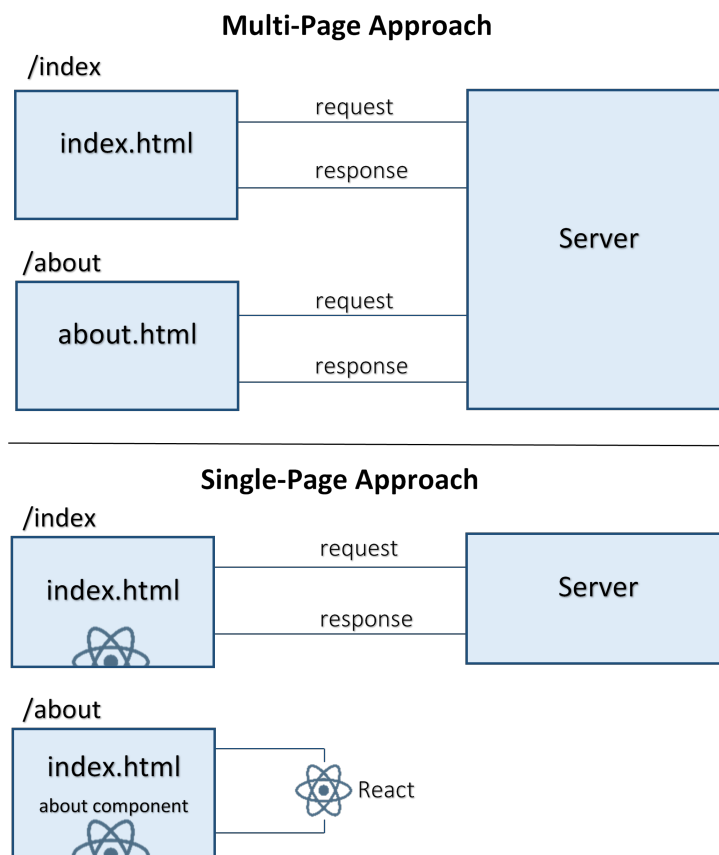 Multi-Page Approach
/index
index.html
request
response
Server
/about
about.html
request
response
Single-Page Approach
/index
index.html
request
response
Server
/about
index.html
about component
React